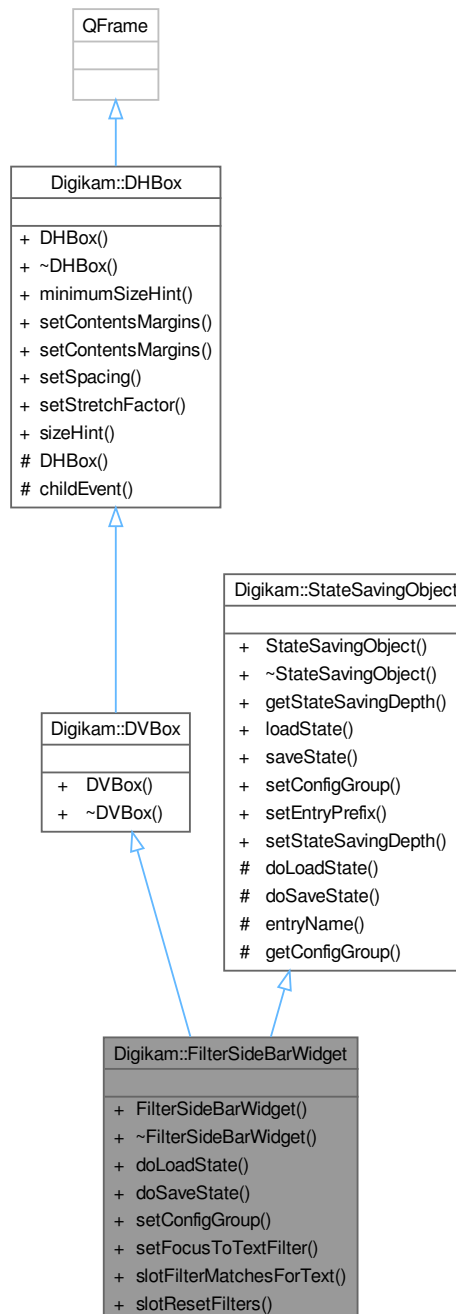 QFrame
Digikam::DHBox
+ DHBox()
+ ~DHBox()
+ minimumSizeHint()
+ setContentsMargins()
+ setContentsMargins()
+ setSpacing()
+ setStretchFactor()
+ sizeHint()
# DHBox()
# childEvent()
Digikam::StateSavingObject
+ StateSavingObject()
+ ~StateSavingObject()
+ getStateSavingDepth()
+ loadState()
+ saveState()
+ setConfigGroup()
+ setEntryPrefix()
+ setStateSavingDepth()
# doLoadState()
# doSaveState()
# entryName()
# getConfigGroup()
Digikam::DVBox
+ DVBox()
+ ~DVBox()
Digikam::FilterSideBarWidget
+ FilterSideBarWidget()
+ ~FilterSideBarWidget()
+ doLoadState()
+ doSaveState()
+ setConfigGroup()
+ setFocusToTextFilter()
+ slotFilterMatchesForText()
+ slotResetFilters()